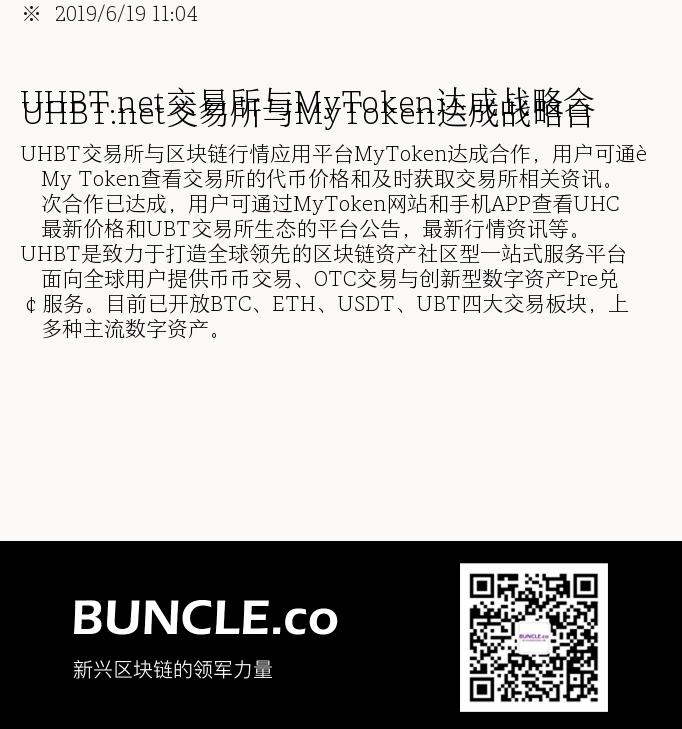 ※ 2019/6/19 11:04
UHBT.net交易所与MyToken达成战略合
UHBT交易所与区块链行情应用平台MyToken达成合作，用户可通è
My Token查看交易所的代币价格和及时获取交易所相关资讯。
次合作已达成，用户可通过MyToken网站和手机APP查看UHC
最新价格和UBT交易所生态的平台公告，最新行情资讯等。
UHBT是致力于打造全球领先的区块链资产社区型一站式服务平台
面向全球用户提供币币交易、OTC交易与创新型数字资产Pre兑
¢ 服务。目前已开放BTC、ETH、USDT、UBT四大交易板块，上
多种主流数字资产。
BUNCLE.co
新兴区块链的领军力量
BUNCLE.co